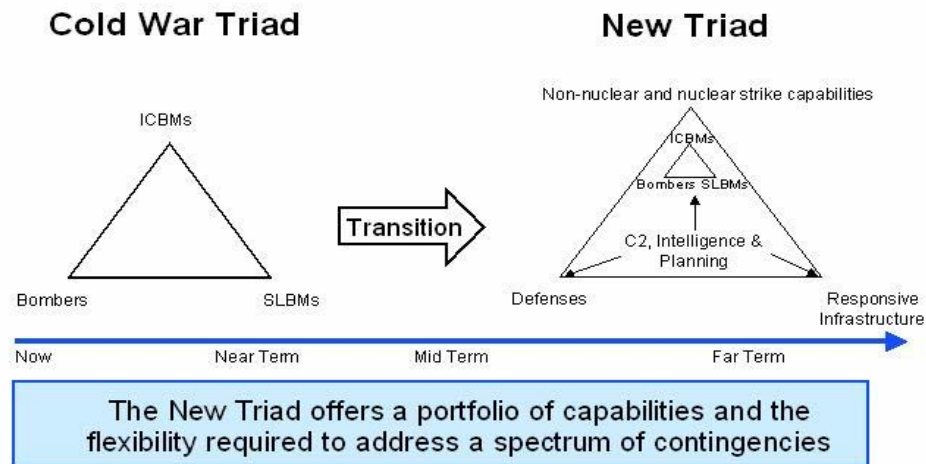 Cold War Triad
New Triad
ICBMs
Bombers
SLBMs
Transition
Non-nuclear and nuclear strike capabilities
ICBMs
Bombers SLBMs
C2, Intelligence &
Planning
Defenses
Responsive
Infrastructure
Now
Near Term
Mid Term
Far Term
The New Triad offers a portfolio of capabilities and the
flexibility required to address a spectrum of contingencies